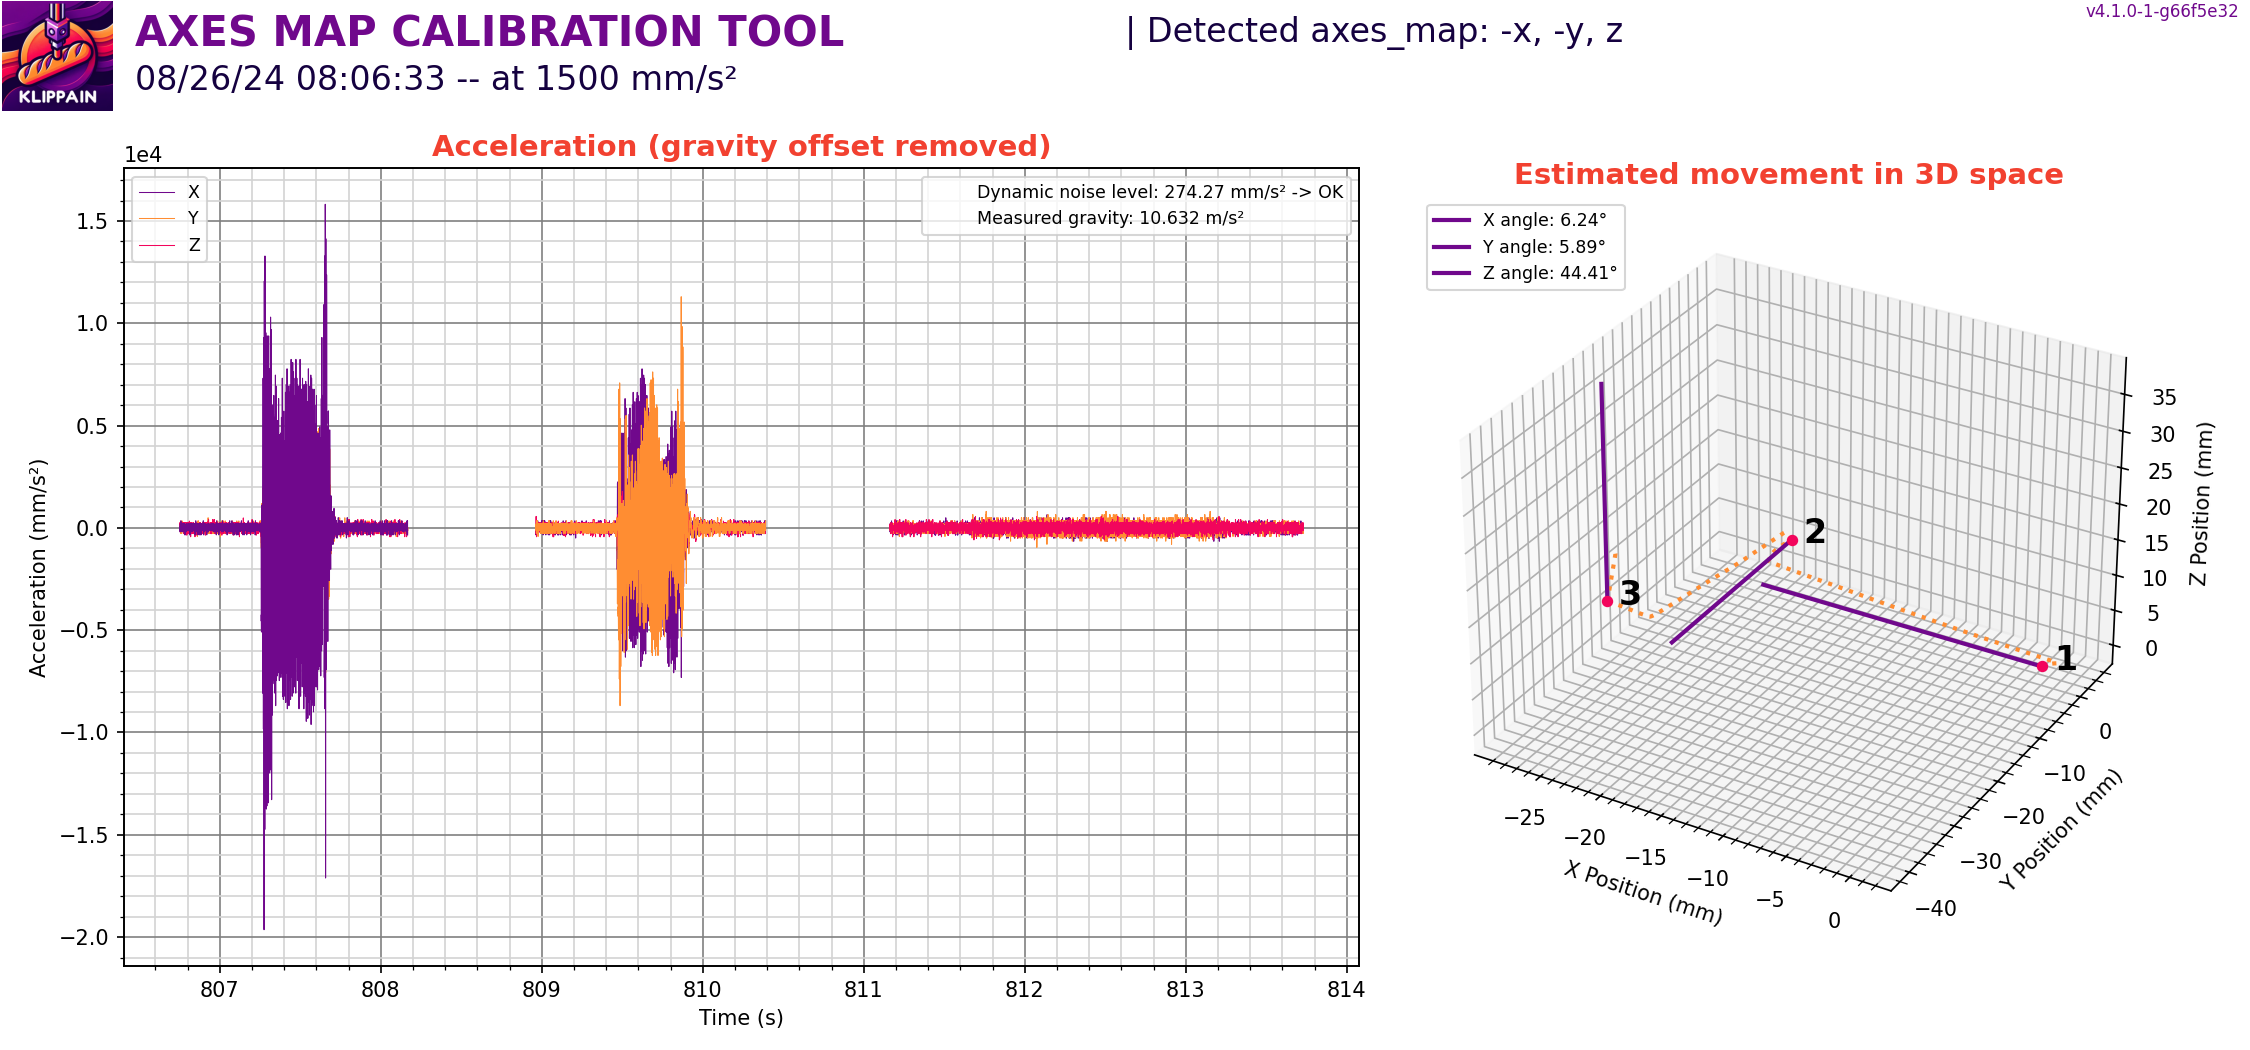 KLIPPAIN
AXES MAP CALIBRATION TOOL
08/26/24 08:06:33 -- at 1500 mm/s²
| Detected axes_map: -x, -y, z
v4.1.0-1-g66f5e32
Acceleration (gravity offset removed)
1e4
X
Y
Z
Dynamic noise level: 274.27 mm/s² -> OK
Measured gravity: 10.632 m/s²
1.5
1.0
0.5
0.0
−0.5
−1.0
−1.5
−2.0
Acceleration (mm/s²)
807 808 809 810 811 812 813 814
Time (s)
Estimated movement in 3D space
X angle: 6.24°
Y angle: 5.89°
Z angle: 44.41°
1
2
3
35
30
25
20
15
10
5
0
Z Position (mm)
0
−10
−20
−30
−40
Y Position (mm)
−25
−20
−15
−10
−5
0
X Position (mm)